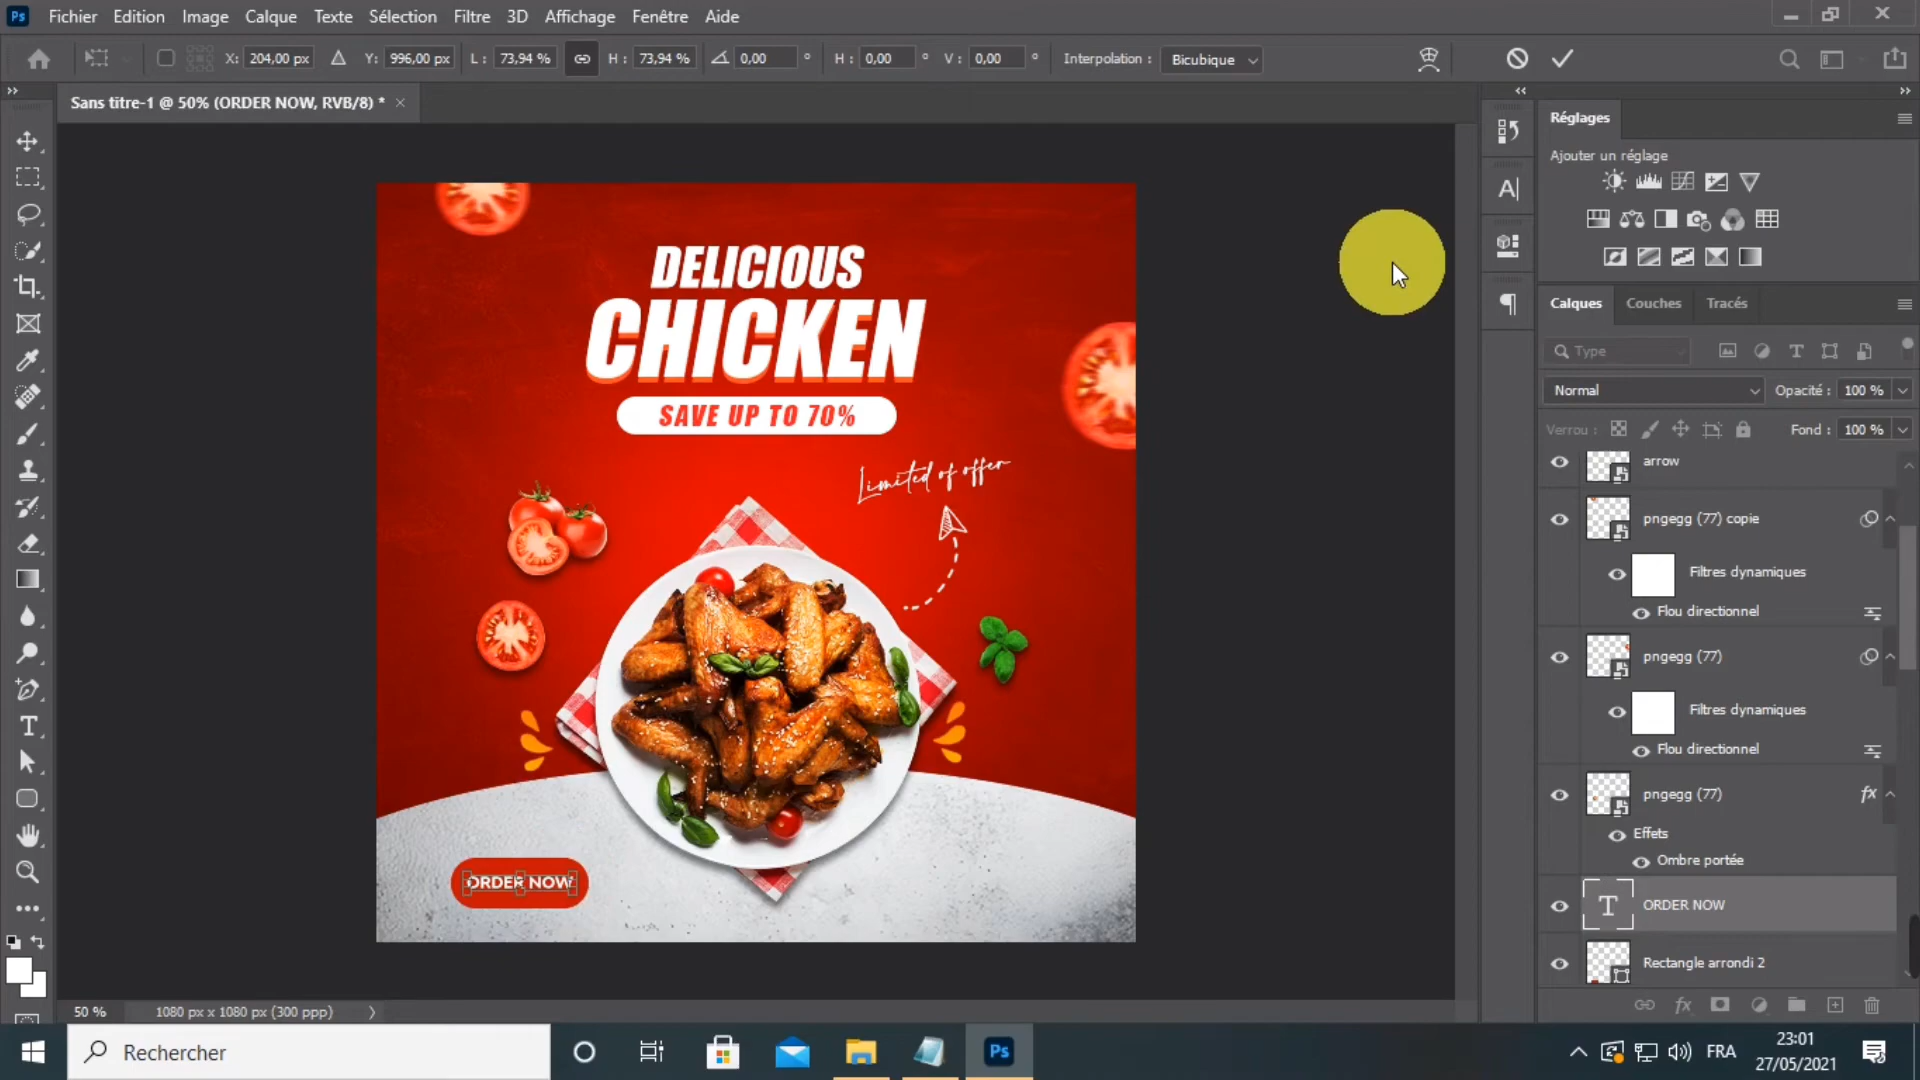 Ps Fichier Edition Image Calque Texte Sélection Filtre 3D Affichage Fenêtre Aide
X: 204,00 px Y: 996,00 px L : 73,94 % H : 73,94 % 0,00 ° H : 0,00 ° V : 0,00 ° Interpolation : Bicubique
Sans titre-1 @ 50% (ORDER NOW, RVB/8) * ×
DELICIOUS
CHICKEN
SAVE UP TO 70%
Limited of offer
ORDER NOW
Réglages
Ajouter un réglage
Calques Couches Tracés
Type
Normal Opacité : 100 %
Verrou : Fond : 100 %
arrow
pngegg (77) copie
Filtres dynamiques
Flou directionnel
pngegg (77)
Filtres dynamiques
Flou directionnel
pngegg (77) fx
Effets
Ombre portée
T ORDER NOW
Rectangle arrondi 2
fx
50 % 1080 px x 1080 px (300 ppp)
Rechercher
Ps
FRA
23:01
27/05/2021